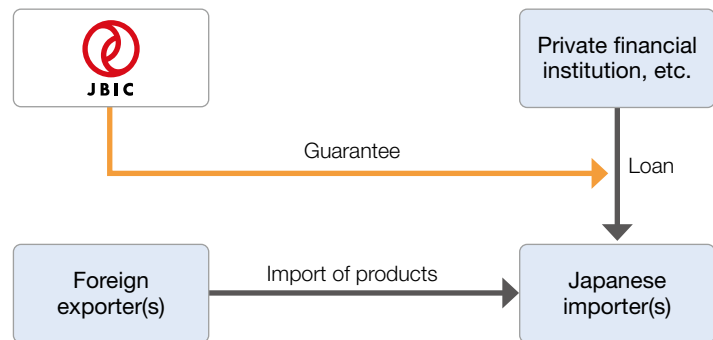 JBIC
Private financial
institution, etc.
Guarantee
Loan
Foreign
exporter(s)
Import of products
Japanese
importer(s)